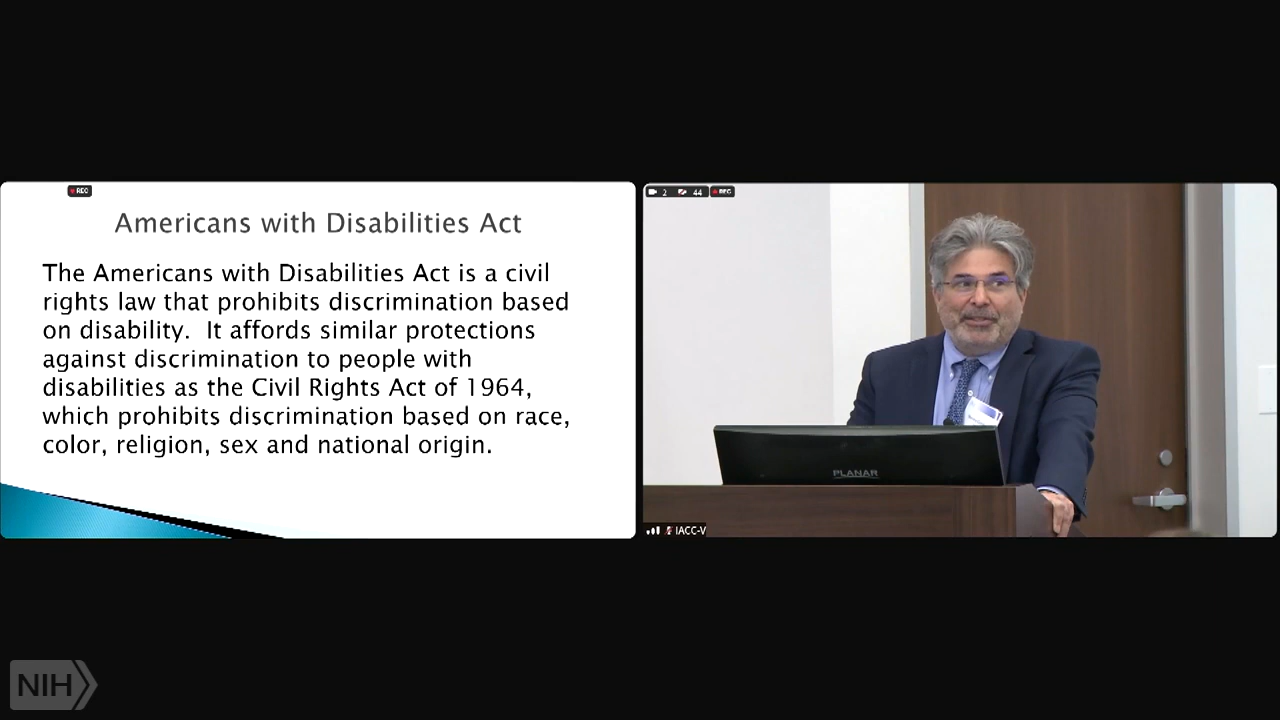 REC
Americans with Disabilities Act
The Americans with Disabilities Act is a civil
rights law that prohibits discrimination based
on disability.  It affords similar protections
against discrimination to people with
disabilities as the Civil Rights Act of 1964,
which prohibits discrimination based on race,
color, religion, sex and national origin.
2 44 REC
PLANAR
IACC-V
NIH